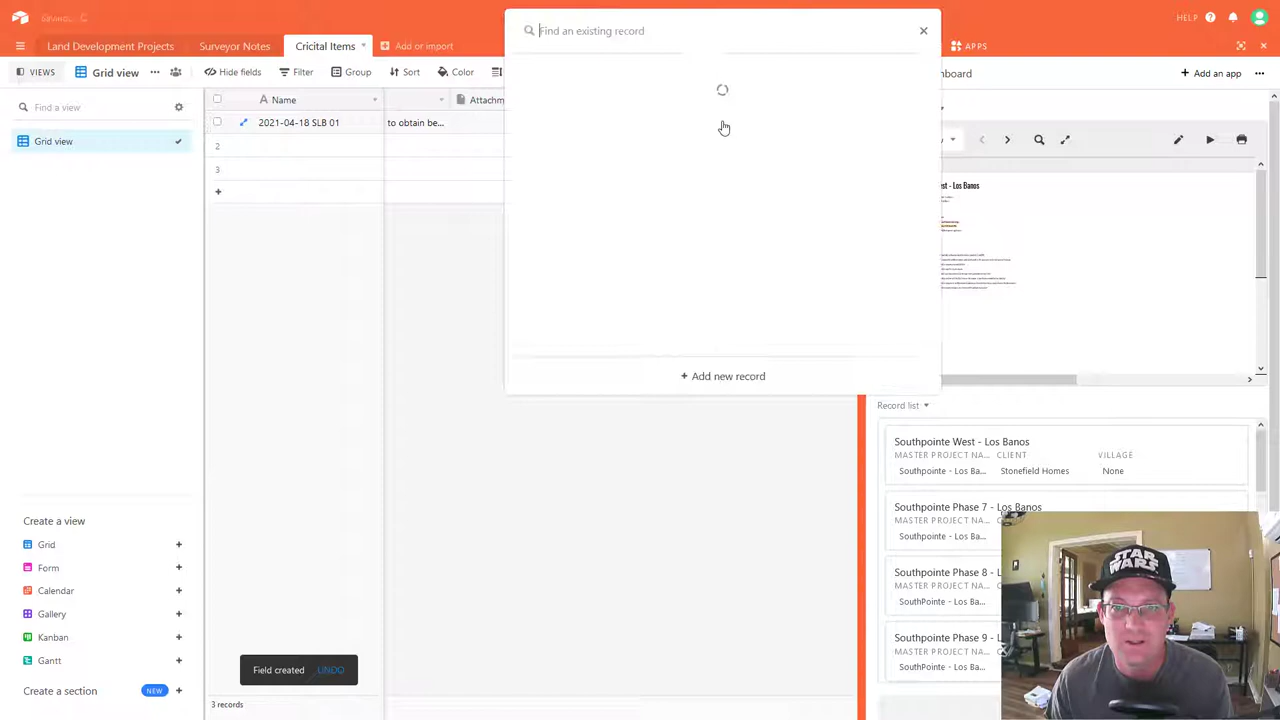 Find an existing record
HELP
Land Development Projects
Surveyor Notes
Cricital Items
Add or import
APPS
VIEWS
Grid view
Hide fields
Filter
Group
Sort
Color
board
Add an app
Find a view
Name
Attachm
2021-04-18 SLB 01
to obtain be...
Grid view
2
3
st - Los Banos
Add new record
Record list
Southpointe West - Los Banos
MASTER PROJECT NA... CLIENT VILLAGE
Southpointe - Los Ba... Stonefield Homes None
Southpointe Phase 7 - Los Banos
MASTER PROJECT NA...
Southpointe - Los Ba...
Create a view
Grid
Form
Calendar
Gallery
Kanban
Gantt
Create a section NEW
Southpointe Phase 8 - L
MASTER PROJECT NA...
SouthPointe - Los Ba...
Southpointe Phase 9 -
MASTER PROJECT NA...
SouthPointe - Los Ba...
Field created UNDO
3 records
STAR
WARS